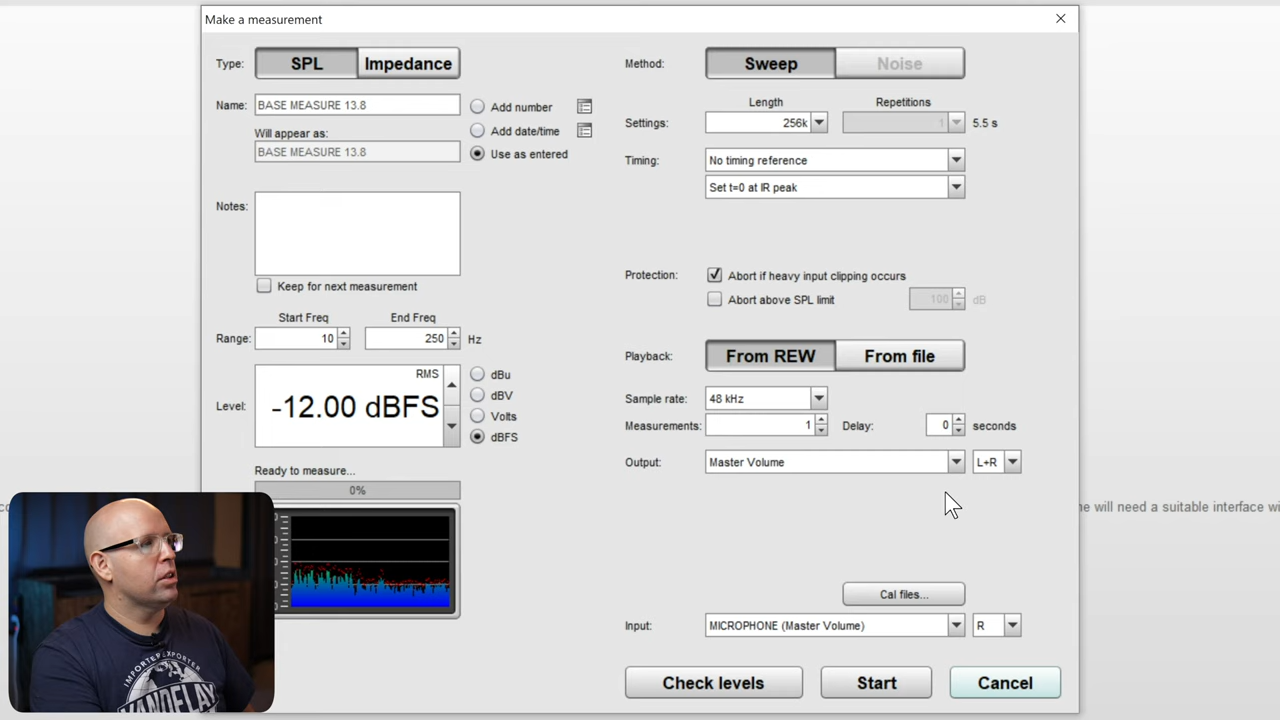 Make a measurement
Type:
SPL
Impedance
Name:
BASE MEASURE 13.8
Add number
Will appear as:
Add date/time
BASE MEASURE 13.8
Use as entered
Notes:
Keep for next measurement
Start Freq
End Freq
Range:
10
250
Hz
RMS
Level:
-12.00 dBFS
dBu
dBV
Volts
dBFS
Ready to measure...
0%
Method:
Sweep
Noise
Length
Repetitions
Settings:
256k
1
5.5 s
Timing:
No timing reference
Set t=0 at IR peak
Protection:
Abort if heavy input clipping occurs
Abort above SPL limit
100
dB
Playback:
From REW
From file
Sample rate:
48 kHz
Measurements:
1
Delay:
0
seconds
Output:
Master Volume
L+R
Cal files...
Input:
MICROPHONE (Master Volume)
R
Check levels
Start
Cancel
will need a suitable interface
IMPORTER EXPORTER
VANDELAY